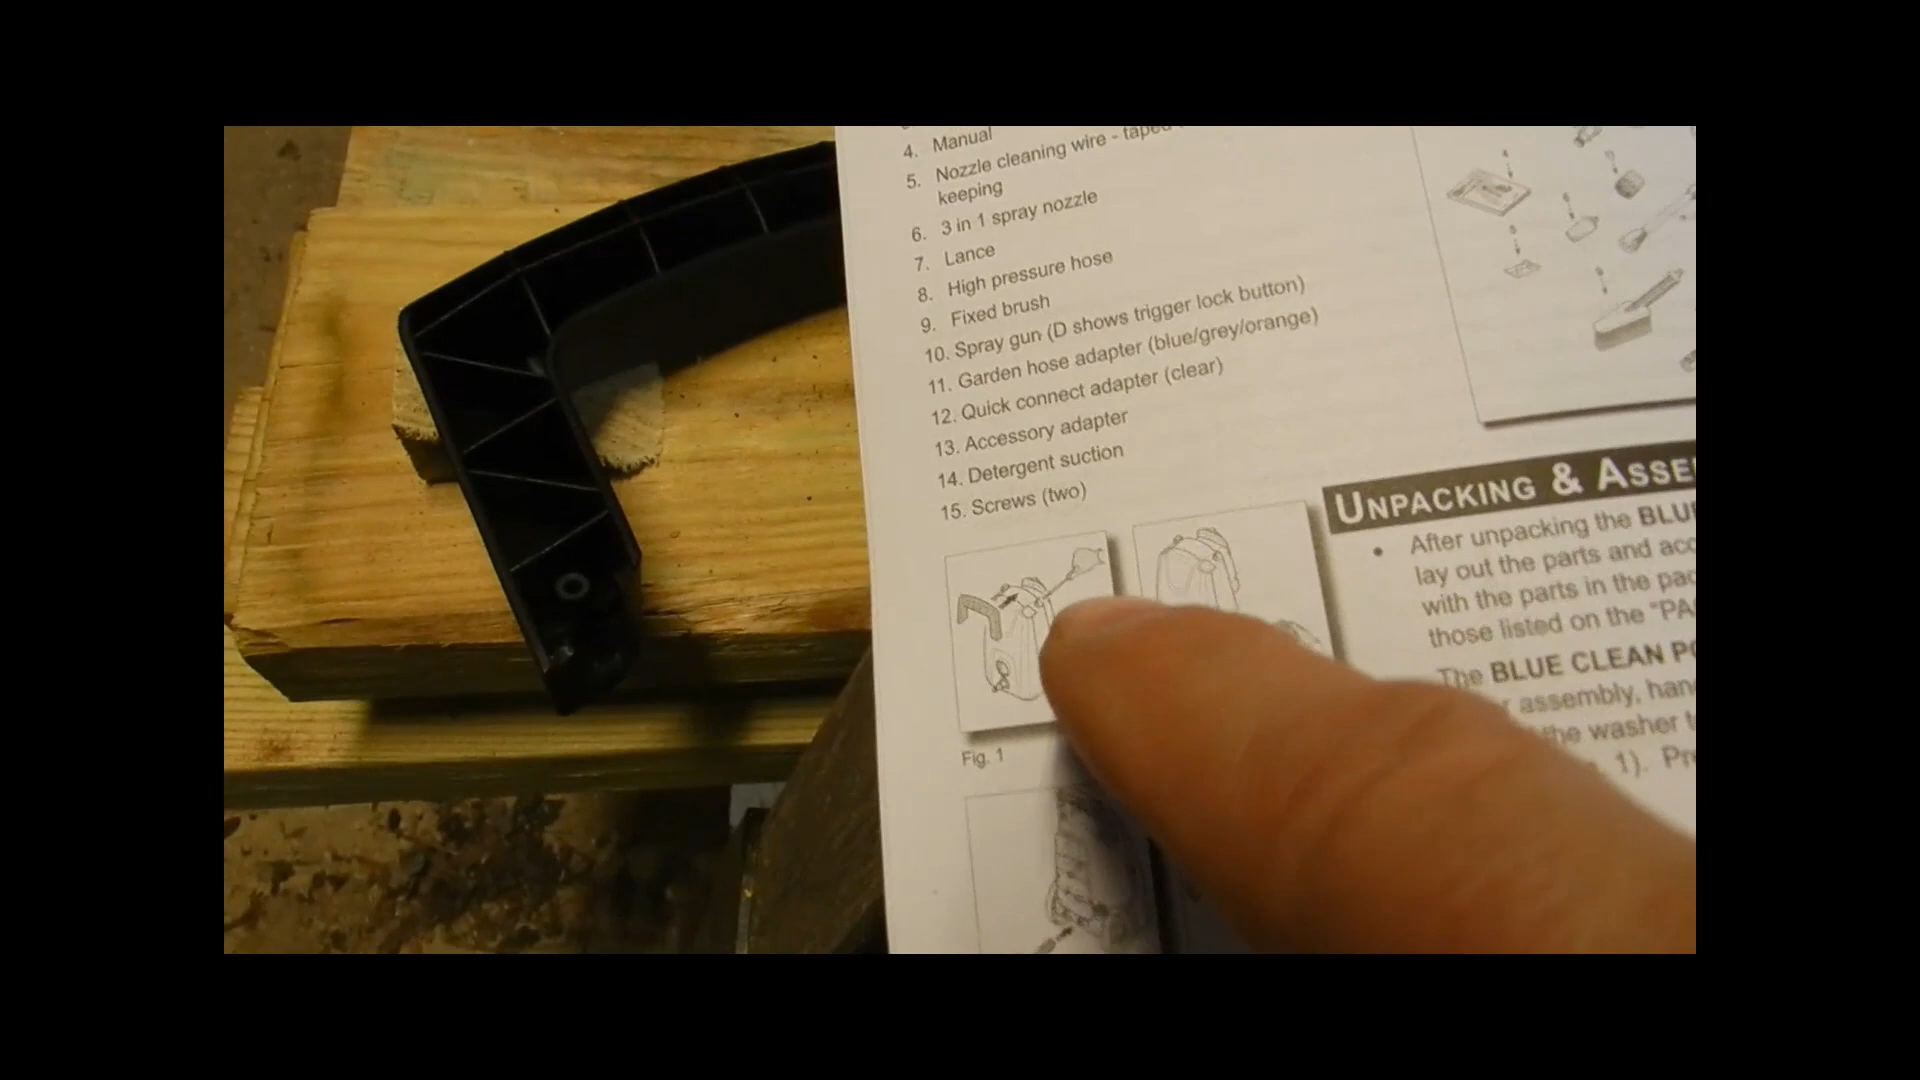 4. Manual
5. Nozzle cleaning wire - taped
keeping
6. 3 in 1 spray nozzle
7. Lance
8. High pressure hose
9. Fixed brush
10. Spray gun (D shows trigger lock button)
11. Garden hose adapter (blue/grey/orange)
12. Quick connect adapter (clear)
13. Accessory adapter
14. Detergent suction
15. Screws (two)
Fig. 1
UNPACKING & ASSE
• After unpacking the BLUE
lay out the parts and acc
with the parts in the pac
those listed on the "PA
The BLUE CLEAN PO
assembly, han
the washer t
1). Pr